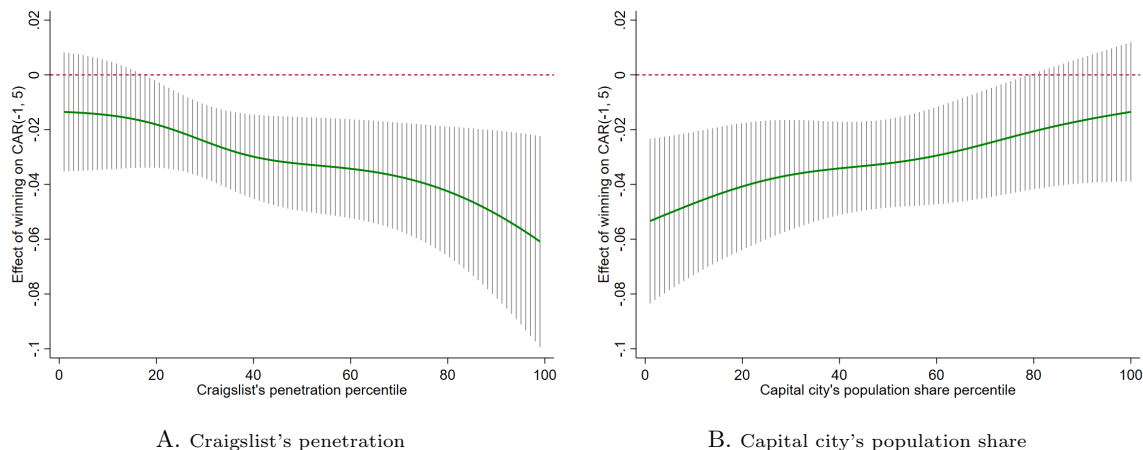 .02
0
-.02
-.04
-.06
-.08
-.1
Effect of winning on CAR(-1, 5)
0 20 40 60 80 100
Craigslist's penetration percentile
A. Craigslist's penetration
.02
0
-.02
-.04
-.06
-.08
-.1
Effect of winning on CAR(-1, 5)
0 20 40 60 80 100
Capital city's population share percentile
B. Capital city's population share